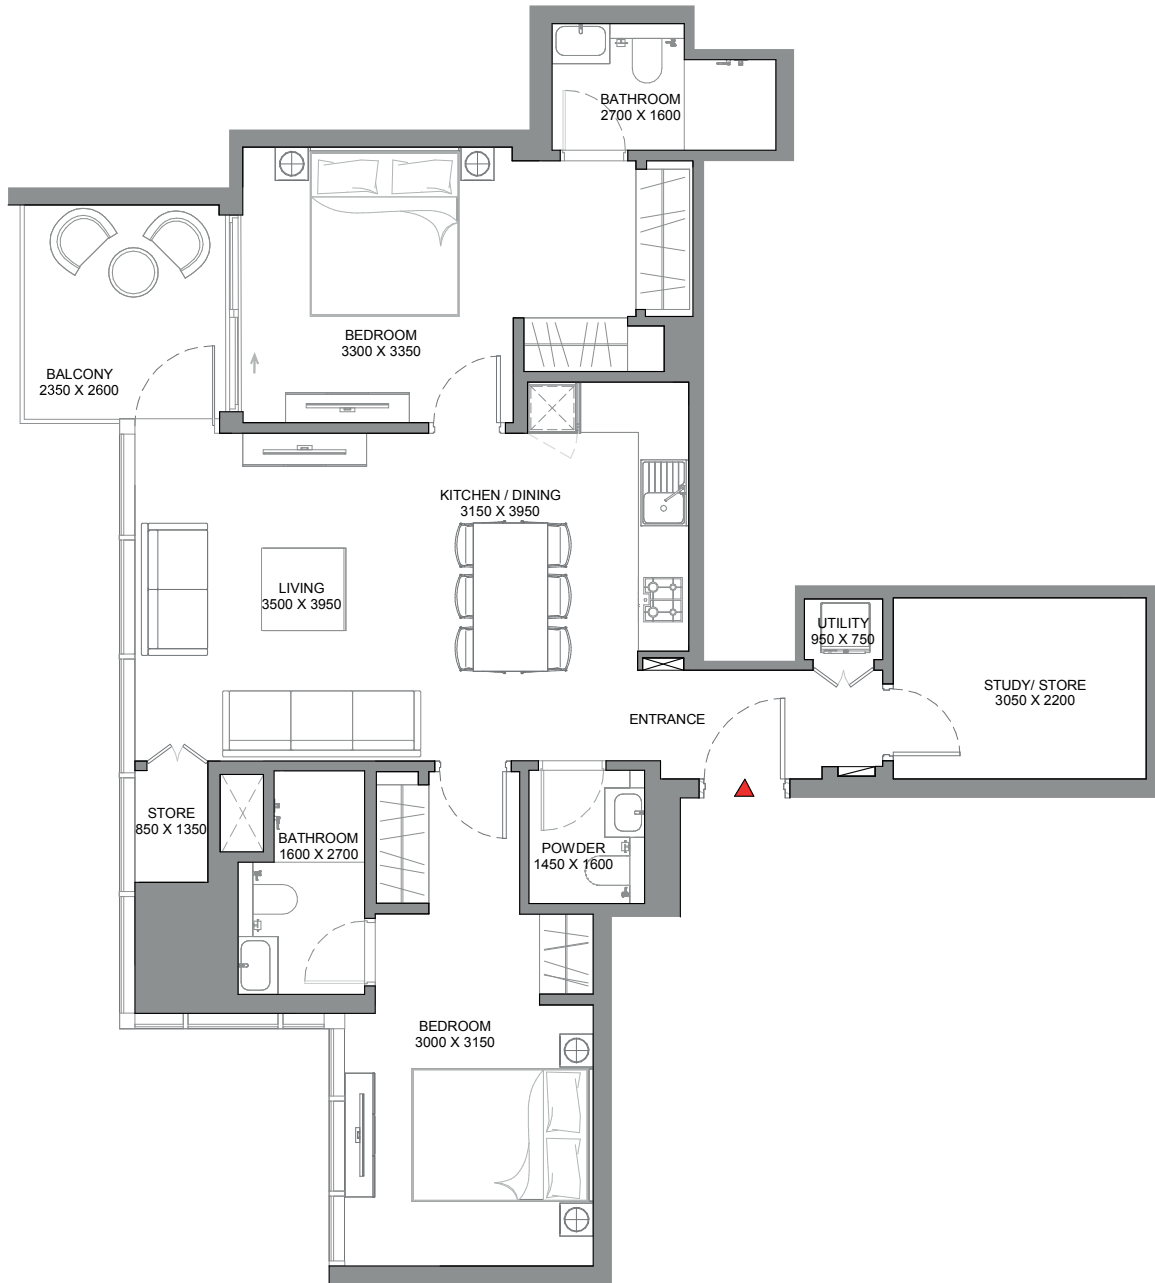 BATHROOM
2700 X 1600
BEDROOM
3300 X 3350
BALCONY
2350 X 2600
KITCHEN / DINING
3150 X 3950
LIVING
3500 X 3950
UTILITY
950 X 750
STUDY/ STORE
3050 X 2200
ENTRANCE
STORE
850 X 1350
BATHROOM
1600 X 2700
POWDER
1450 X 1600
BEDROOM
3000 X 3150